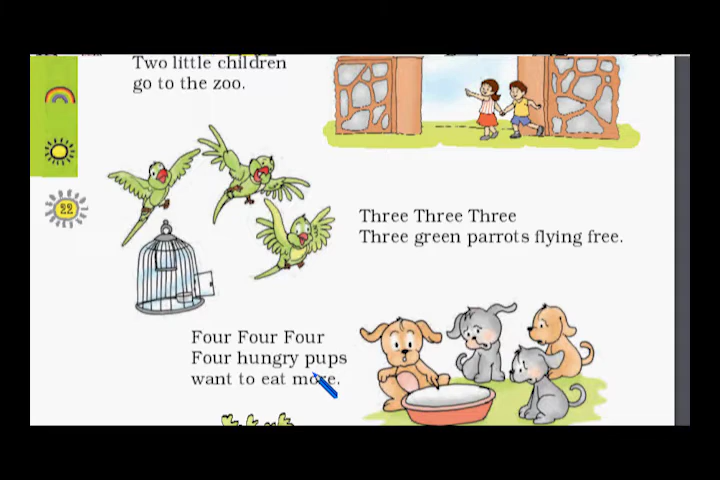 Two little children
go to the zoo.
22
Three Three Three
Three green parrots flying free.
Four Four Four
Four hungry pups
want to eat more.